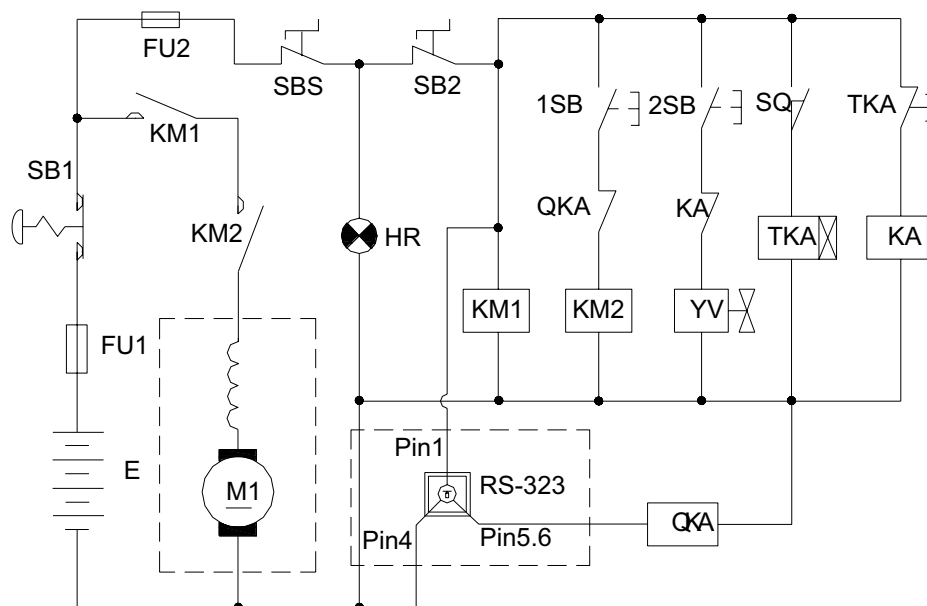 FU2
SBS
SB2
1SB
2SB
SQ
TKA
KM1
SB1
QKA
KA
KM2
HR
TKA
KA
KM1
KM2
YV
FU1
Pin1
E
M1
RS-323
Pin4
Pin5.6
QKA